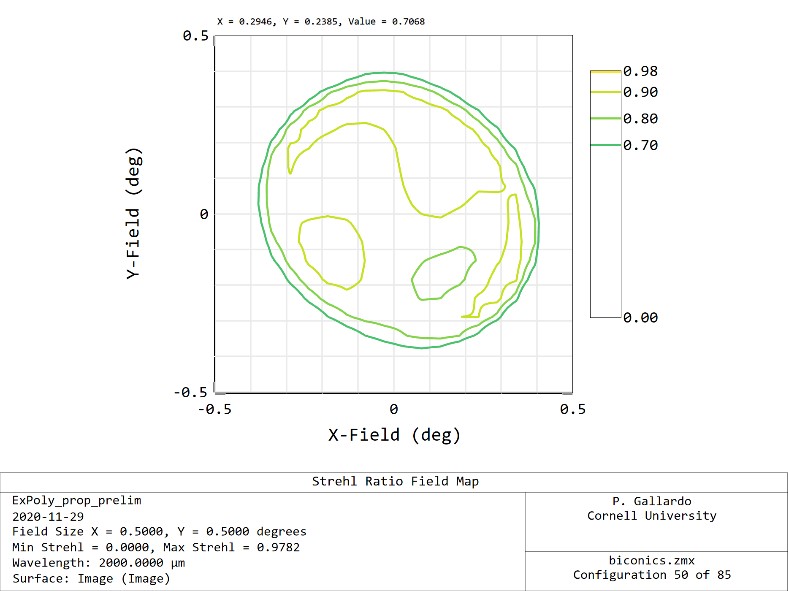 X = 0.2946, Y = 0.2385, Value = 0.7068
0.5
0.98
0.90
0.80
0.70
Y-Field (deg)
0
0.00
-0.5
-0.5 0 0.5
X-Field (deg)
Strehl Ratio Field Map
ExPoly_prop_prelim
2020-11-29
Field Size X = 0.5000, Y = 0.5000 degrees
Min Strehl = 0.0000, Max Strehl = 0.9782
Wavelength: 2000.0000 µm
Surface: Image (Image)
P. Gallardo
Cornell University
biconics.zmx
Configuration 50 of 85